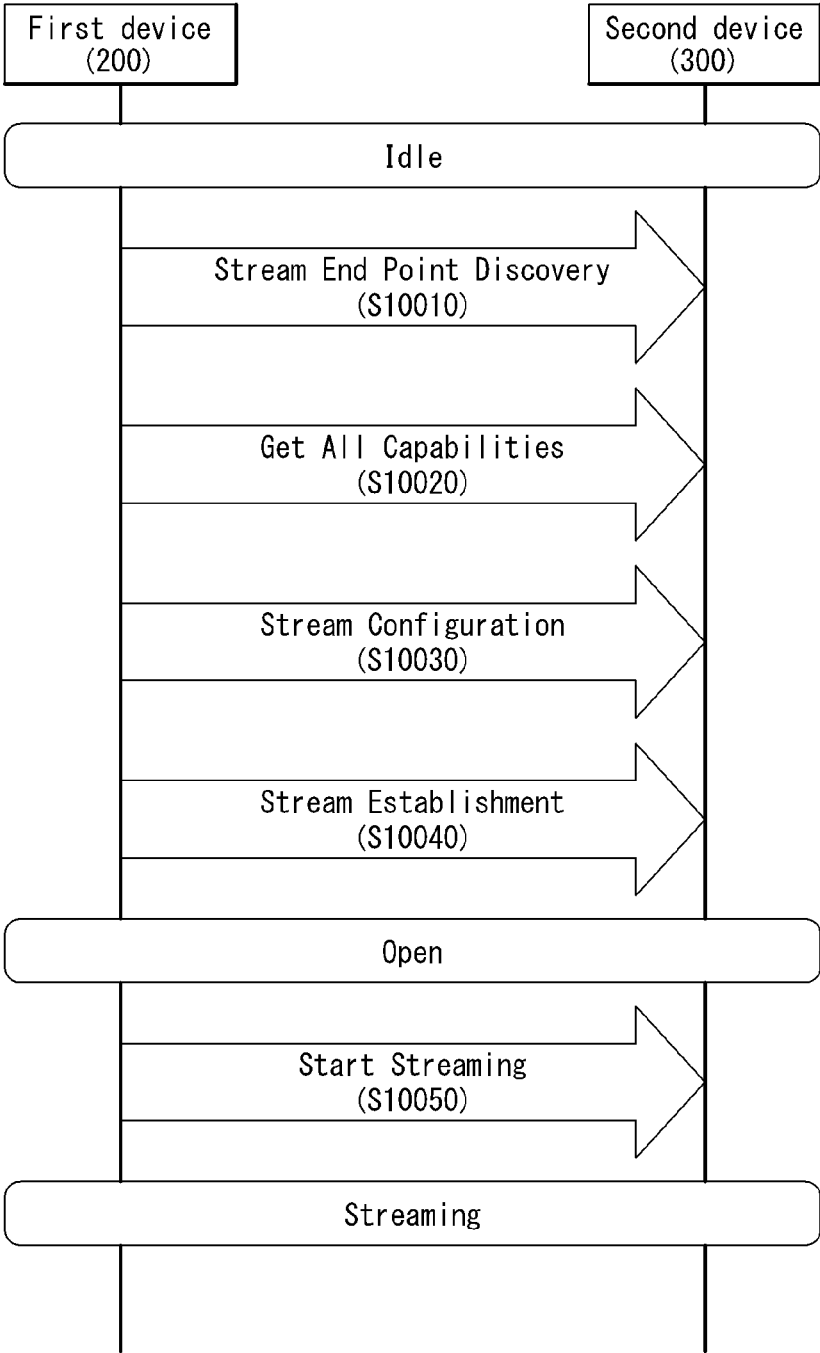 First device
(200)
Second device
(300)
Idle
Stream End Point Discovery
(S10010)
Get All Capabilities
(S10020)
Stream Configuration
(S10030)
Stream Establishment
(S10040)
Open
Start Streaming
(S10050)
Streaming